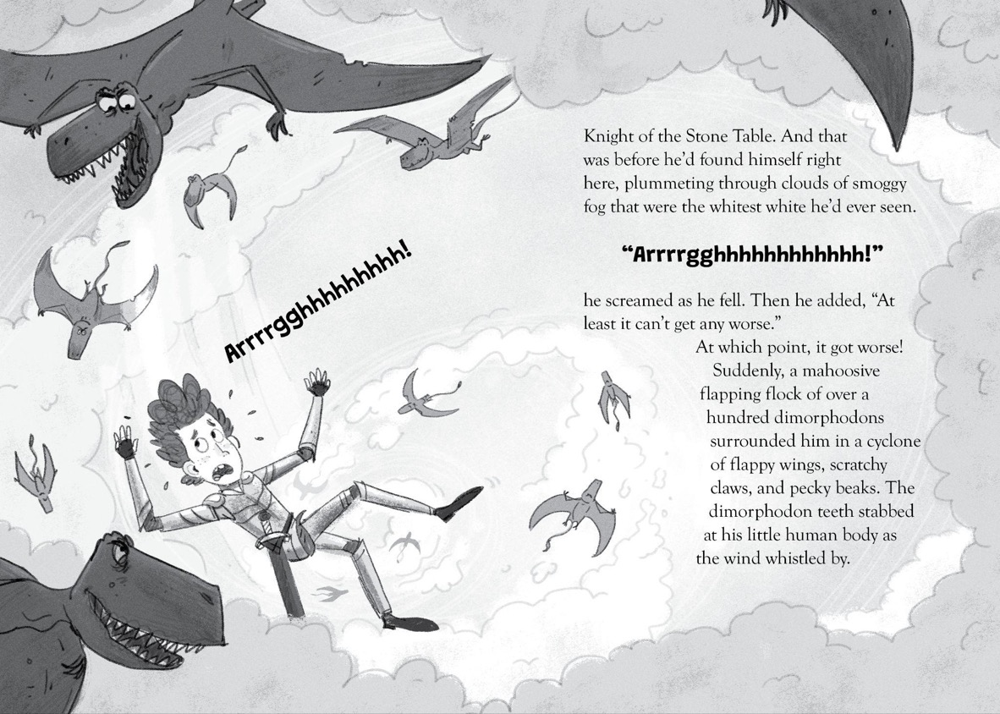 Arrrrgghhhhhhhhh!
Knight of the Stone Table. And that
was before he’d found himself right
here, plummeting through clouds of smoggy
fog that were the whitest white he’d ever seen.
“Arrrrgghhhhhhhhhhhhh!”
he screamed as he fell. Then he added, “At
least it can’t get any worse.”
At which point, it got worse!
Suddenly, a mahoosive
flapping flock of over a
hundred dimorphodons
surrounded him in a cyclone
of flappy wings, scratchy
claws, and pecky beaks. The
dimorphodon teeth stabbed
at his little human body as
the wind whistled by.